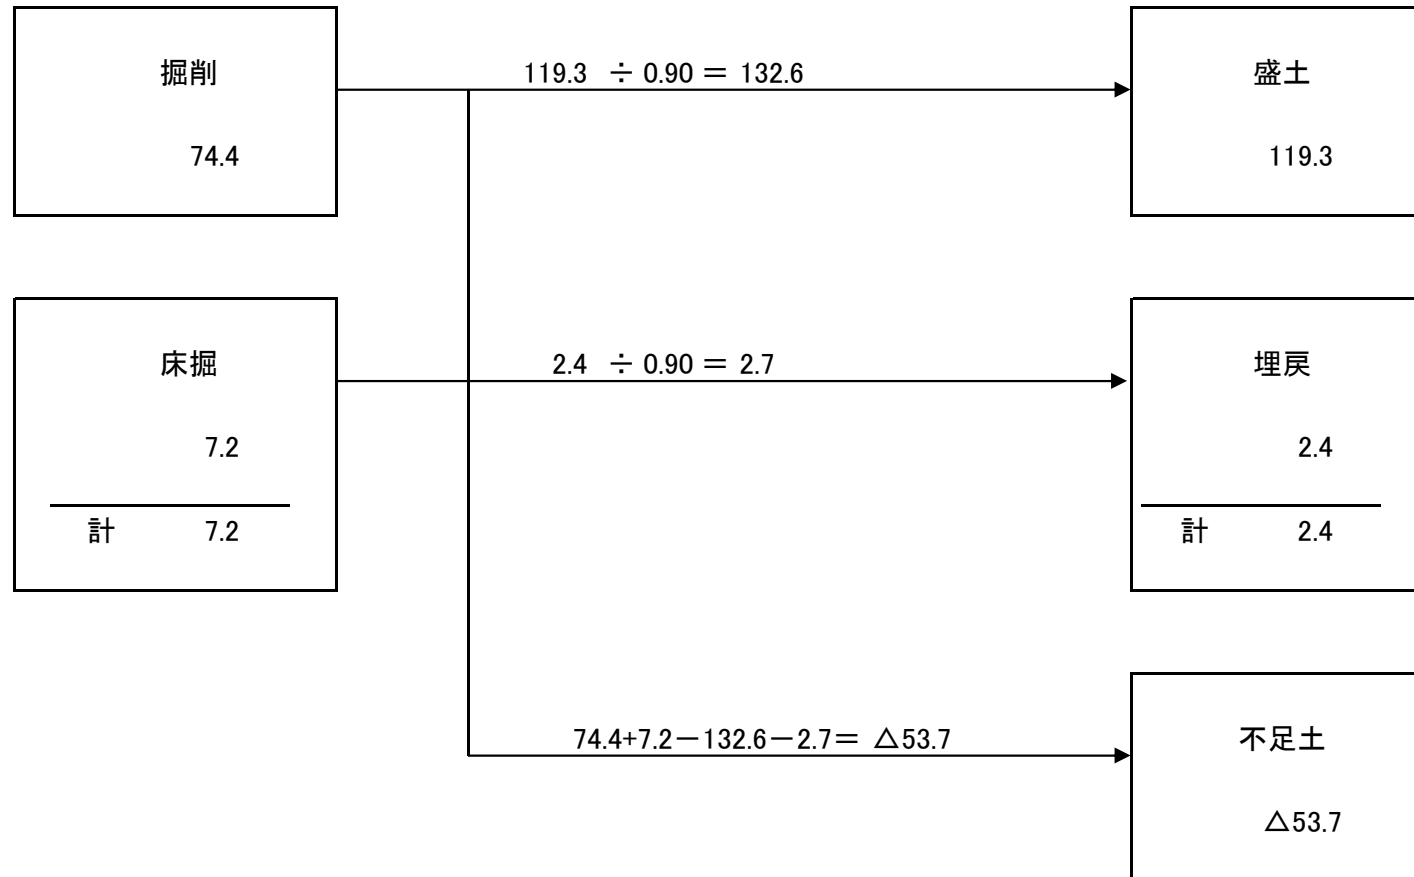 掘削
119.3 ÷ 0.90 = 132.6
盛土
74.4
119.3
床掘
2.4 ÷ 0.90 = 2.7
埋戻
7.2
2.4
計 7.2
計 2.4
74.4+7.2-132.6-2.7= △53.7
不足土
△53.7